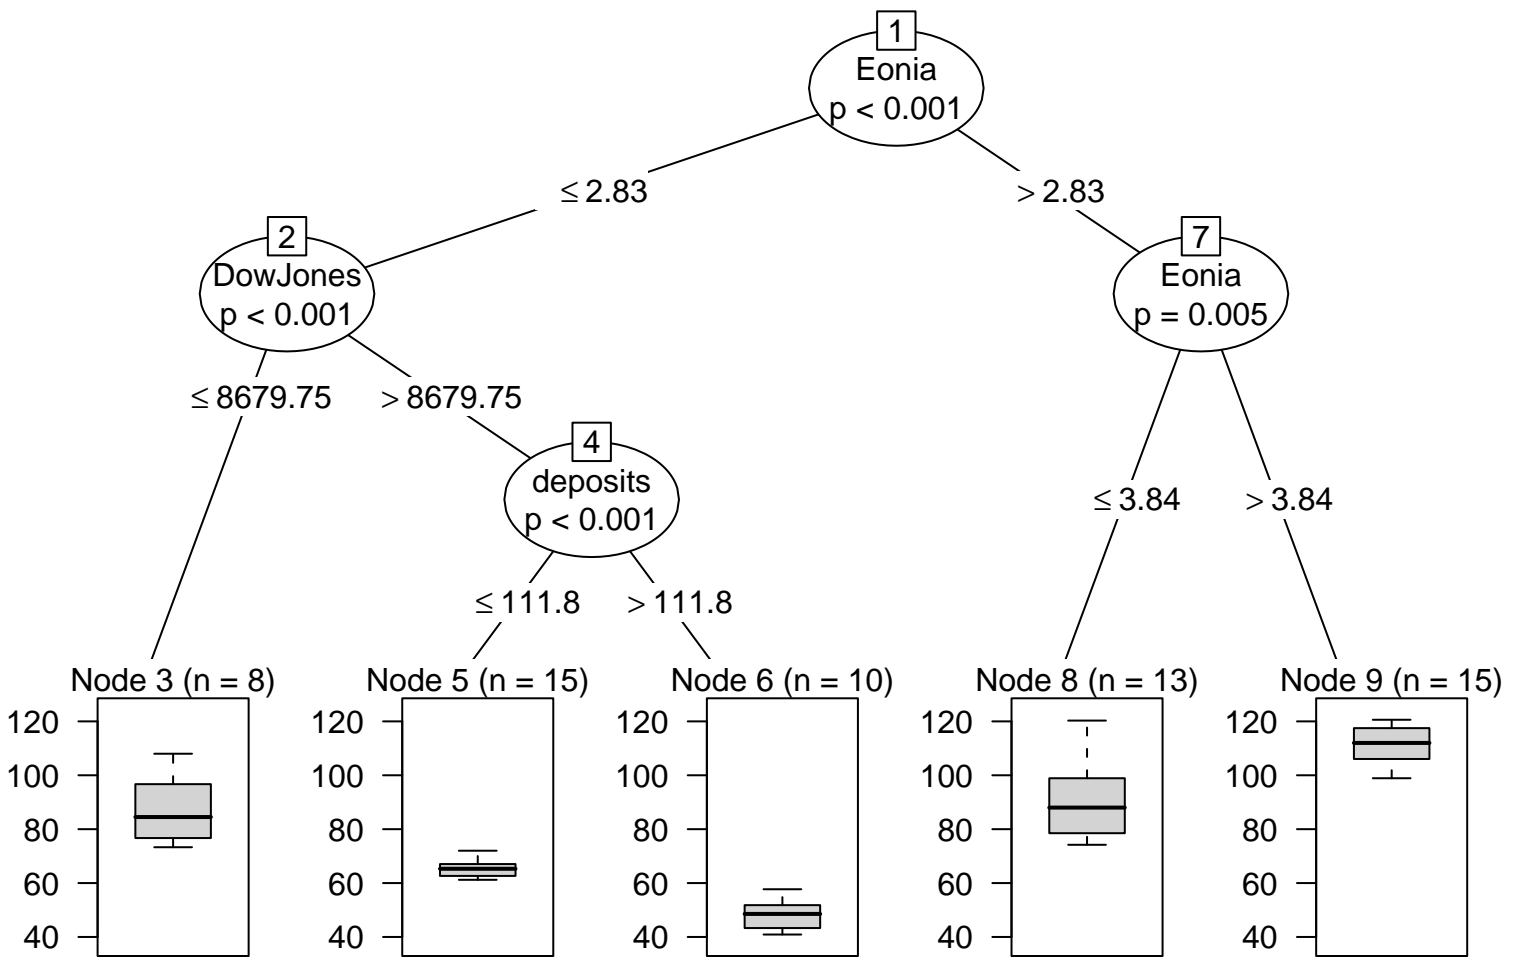 1
Eonia
p < 0.001
≤ 2.83
> 2.83
2
DowJones
p < 0.001
7
Eonia
p = 0.005
≤ 8679.75
> 8679.75
4
deposits
p < 0.001
≤ 3.84
> 3.84
≤ 111.8
> 111.8
Node 3 (n = 8)
120
100
80
60
40
Node 5 (n = 15)
120
100
80
60
40
Node 6 (n = 10)
120
100
80
60
40
Node 8 (n = 13)
120
100
80
60
40
Node 9 (n = 15)
120
100
80
60
40